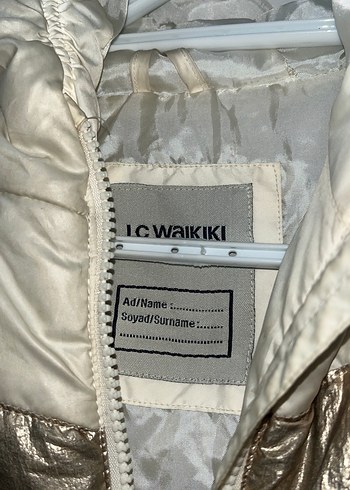 LC WAIKIKI
Ad/Name :..............
Soyad/Surname :.......
............................